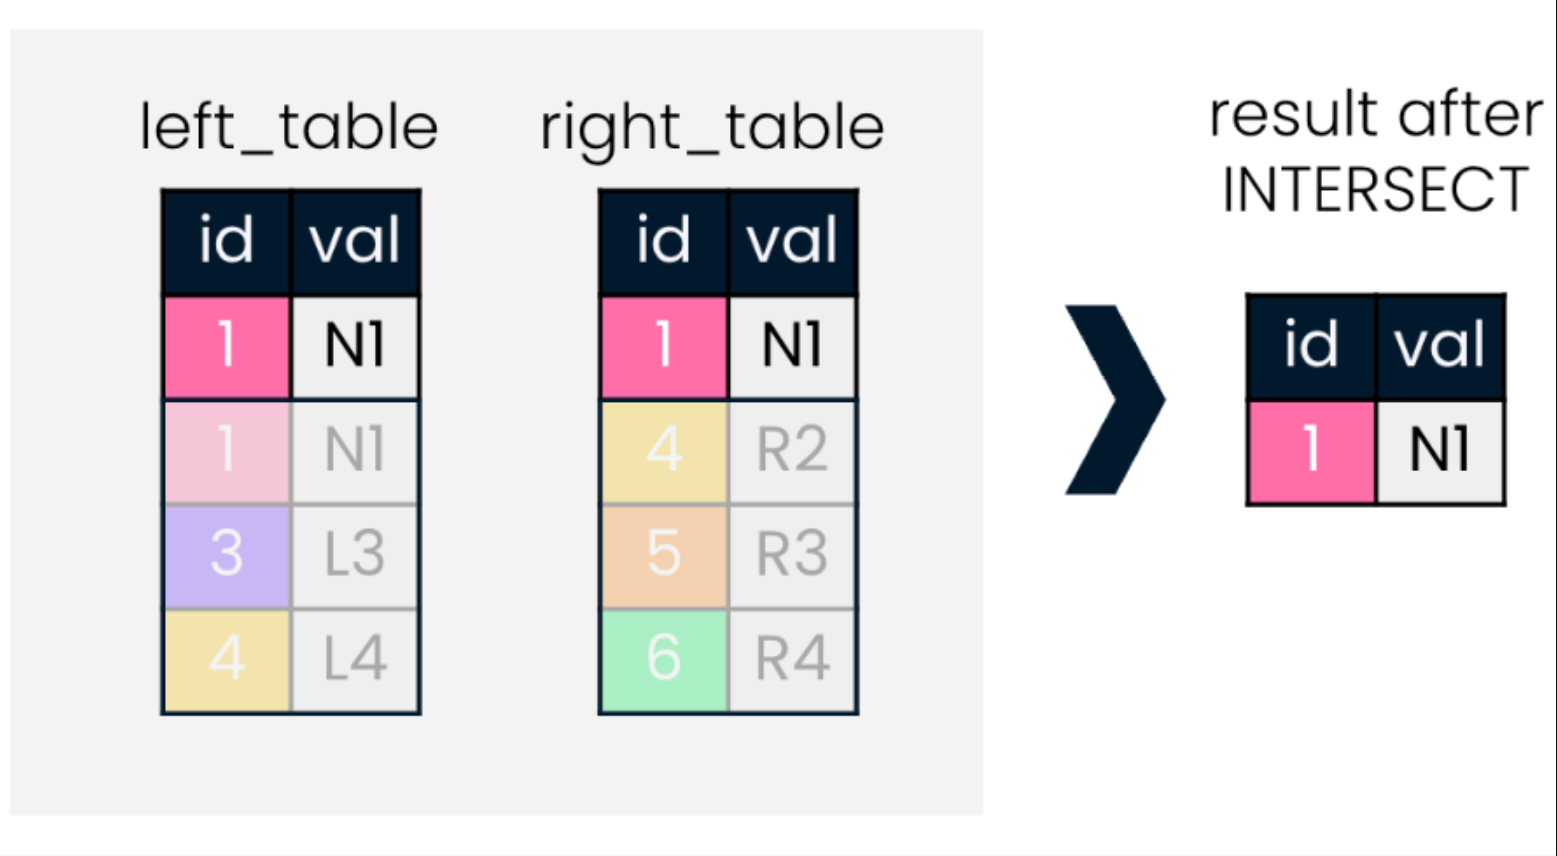 left_table
id val
1 N1
1 N1
3 L3
4 L4
right_table
id val
1 N1
4 R2
5 R3
6 R4
result after
INTERSECT
id val
1 N1